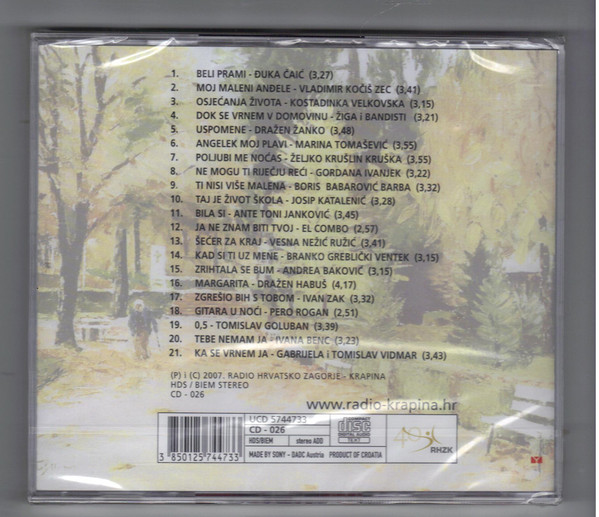 1. BELI PRAMI - ĐUKA ČAIĆ (3,27)
2. MOJ MALENI ANĐELE - VLADIMIR KOČIŠ ZEC (3,41)
3. OSJEĆANJA ŽIVOTA - KOSTADINKA VELKOVSKA (3,15)
4. DOK SE VRNEM V DOMOVINU - ŽIGA i BANDISTI (3,21)
5. USPOMENE - DRAŽEN ŽANKO (3,48)
6. ANGELEK MOJ PLAVI - MARINA TOMAŠEVIĆ (3,55)
7. POLJUBI ME NOĆAS - ŽELJKO KRUŠLIN KRUŠKA (3,55)
8. NE MOGU TI RIJEČJU REĆI - GORDANA IVANJEK (3,22)
9. TI NISI VIŠE MALENA - BORIS BABAROVIĆ BARBA (3,32)
10. TAJ JE ŽIVOT ŠKOLA - JOSIP KATALENIĆ (3,28)
11. BILA SI - ANTE TONI JANKOVIĆ (3,45)
12. JA NE ZNAM BITI TVOJ - EL COMBO (2,57)
13. ŠEĆER ZA KRAJ - VESNA NEŽIĆ RUŽIĆ (3,41)
14. KAD SI TI UZ MENE - BRANKO GREBLIČKI VENTEK (3,15)
15. ZRIHTALA SE BUM - ANDREA BAKOVIĆ (3,15)
16. MARGARITA - DRAŽEN HABUŠ (4,17)
17. ZGREŠIO BIH S TOBOM - IVAN ZAK (3,32)
18. GITARA U NOĆI - PERO ROGAN (2,51)
19. 0,5 - TOMISLAV GOLUBAN (3,39)
20. TEBE NEMAM JA - IVANA BENC (3,23)
21. KA SE VRNEM JA - GABRIJELA i TOMISLAV VIDMAR (3,43)
(P) i (C) 2007. RADIO HRVATSKO ZAGORJE - KRAPINA
HDS / BIEM STEREO
CD - 026
www.radio-krapina.hr
UCD 5744733
CD - 026
HDS/BIEM stereo ADD
COMPACT
disc
DIGITAL AUDIO
TEXT
RHZK
MADE BY SONY - DADC Austria PRODUCT OF CROATIA
3 850125 744733